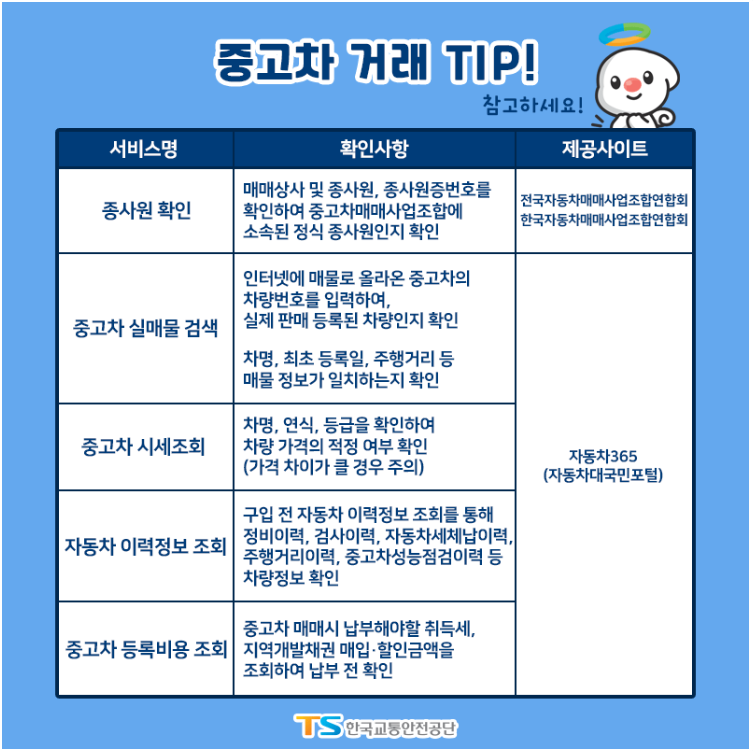 중고차 거래 TIP!
참고하세요!
서비스명
확인사항
제공사이트
종사원 확인
매매상사 및 종사원, 종사원증번호를
확인하여 중고차매매사업조합에
소속된 정식 종사원인지 확인
전국자동차매매사업조합연합회
한국자동차매매사업조합연합회
중고차 실매물 검색
인터넷에 매물로 올라온 중고차의
차량번호를 입력하여,
실제 판매 등록된 차량인지 확인
차명, 최초 등록일, 주행거리 등
매물 정보가 일치하는지 확인
자동차365
(자동차대국민포털)
중고차 시세조회
차명, 연식, 등급을 확인하여
차량 가격의 적정 여부 확인
(가격 차이가 클 경우 주의)
자동차 이력정보 조회
구입 전 자동차 이력정보 조회를 통해
정비이력, 검사이력, 자동차세체납이력,
주행거리이력, 중고차성능점검이력 등
차량정보 확인
중고차 등록비용 조회
중고차 매매시 납부해야할 취득세,
지역개발채권 매입·할인금액을
조회하여 납부 전 확인
TS한국교통안전공단